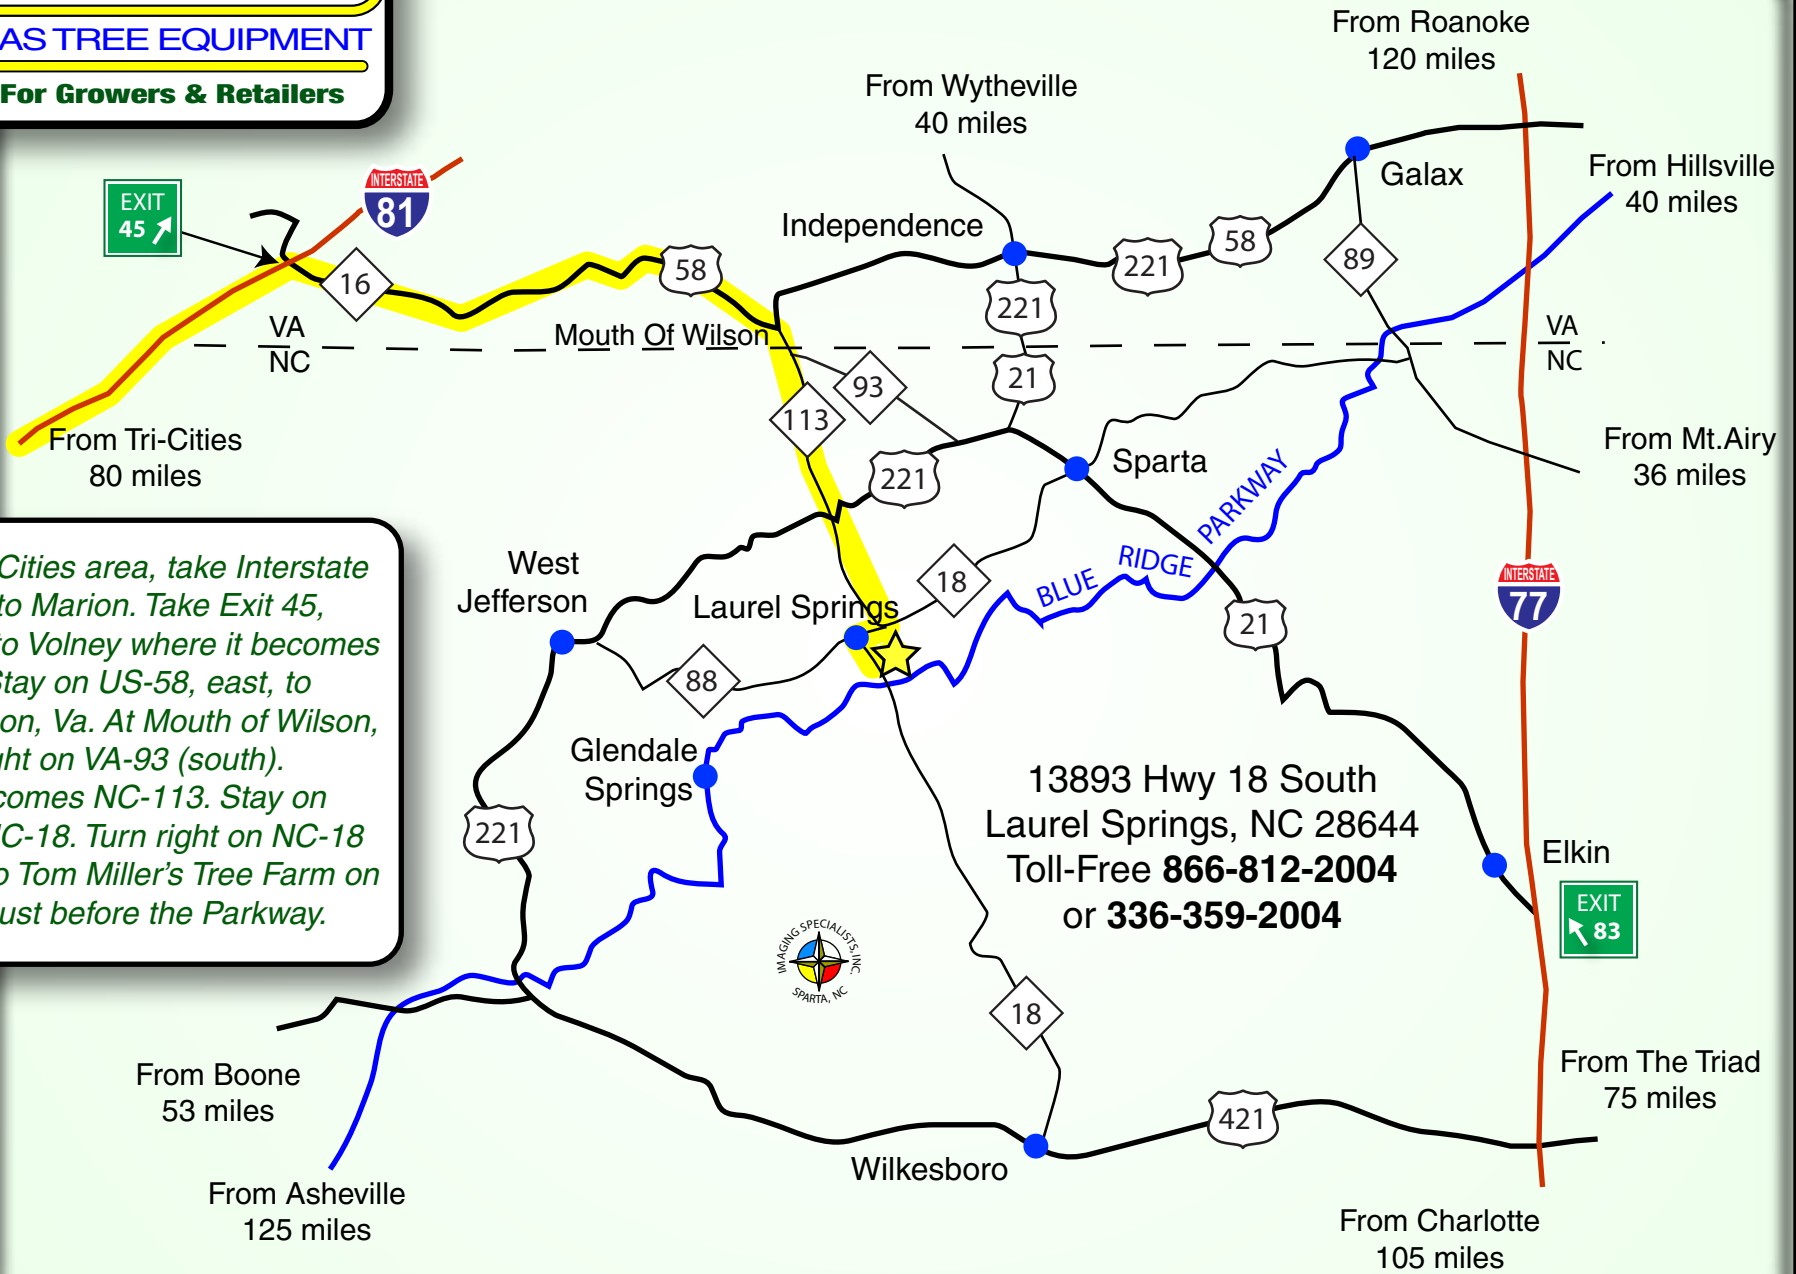 AS TREE EQUIPMENT
For Growers & Retailers
From Roanoke
120 miles
From Wytheville
40 miles
From Hillsville
40 miles
Galax
INTERSTATE
81
EXIT
45
Independence
58
221
89
16
58
221
VA
NC
Mouth Of Wilson
VA
NC
21
93
113
From Tri-Cities
80 miles
Sparta
From Mt.Airy
36 miles
221
PARKWAY
RIDGE
BLUE
18
INTERSTATE
77
West
Jefferson
Laurel Springs
21
88
Cities area, take Interstate
to Marion. Take Exit 45,
to Volney where it becomes
Stay on US-58, east, to
on, Va. At Mouth of Wilson,
ght on VA-93 (south).
comes NC-113. Stay on
NC-18. Turn right on NC-18
o Tom Miller's Tree Farm on
ust before the Parkway.
Glendale
Springs
221
13893 Hwy 18 South
Laurel Springs, NC 28644
Toll-Free 866-812-2004
or 336-359-2004
Elkin
EXIT
83
IMAGING SPECIALISTS, INC.
SPARTA, NC
18
From Boone
53 miles
From The Triad
75 miles
421
Wilkesboro
From Asheville
125 miles
From Charlotte
105 miles